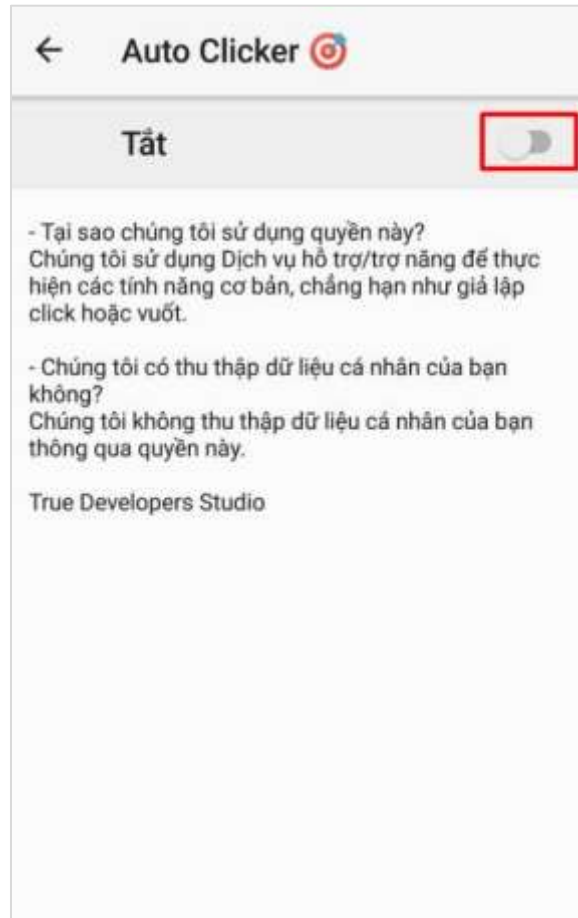 Auto Clicker
Tắt
- Tại sao chúng tôi sử dụng quyền này?
Chúng tôi sử dụng Dịch vụ hỗ trợ/trợ năng để thực
hiện các tính năng cơ bản, chẳng hạn như giả lập
click hoặc vuốt.
- Chúng tôi có thu thập dữ liệu cá nhân của bạn
không?
Chúng tôi không thu thập dữ liệu cá nhân của bạn
thông qua quyền này.
True Developers Studio